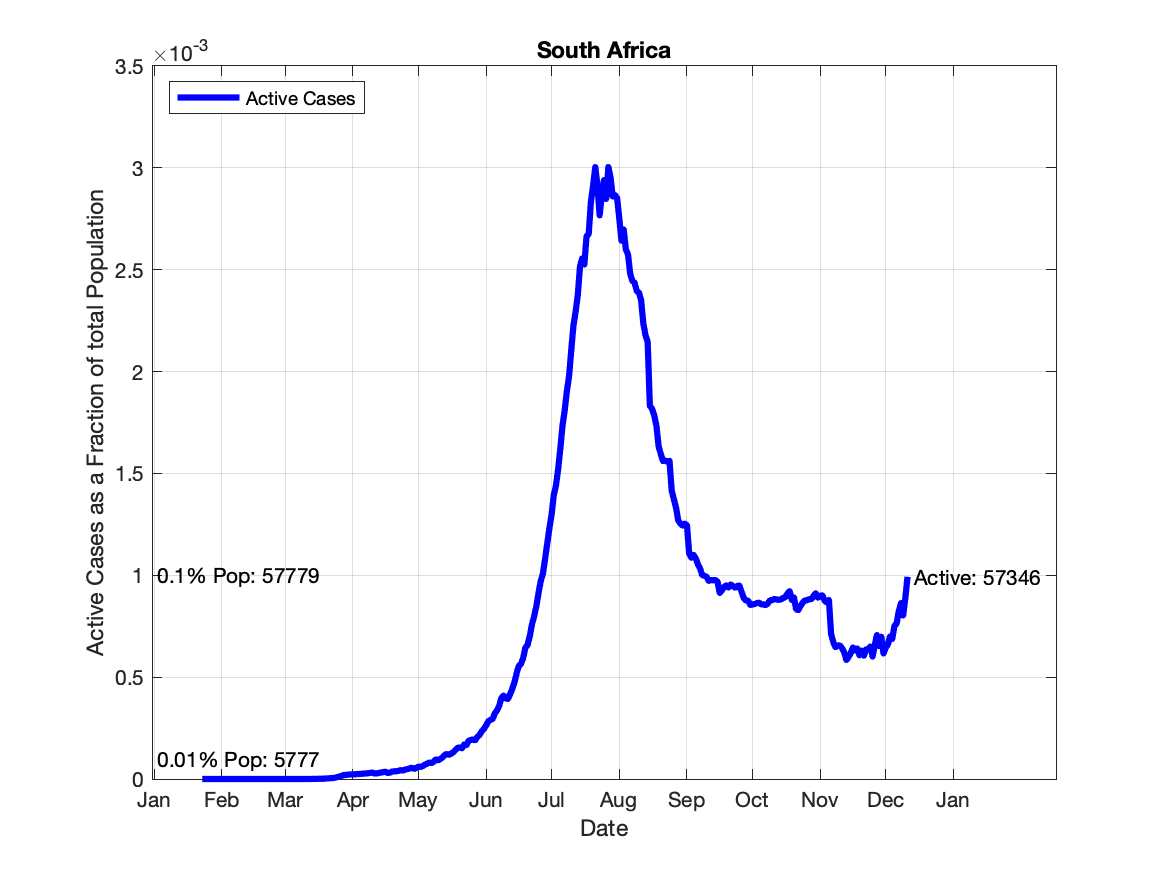 South Africa
×10-3
Active Cases
3.5
3
2.5
2
1.5
1
0.5
0
Active Cases as a Fraction of total Population
0.1% Pop: 57779
Active: 57346
0.01% Pop: 5777
Jan Feb Mar Apr May Jun Jul Aug Sep Oct Nov Dec Jan
Date